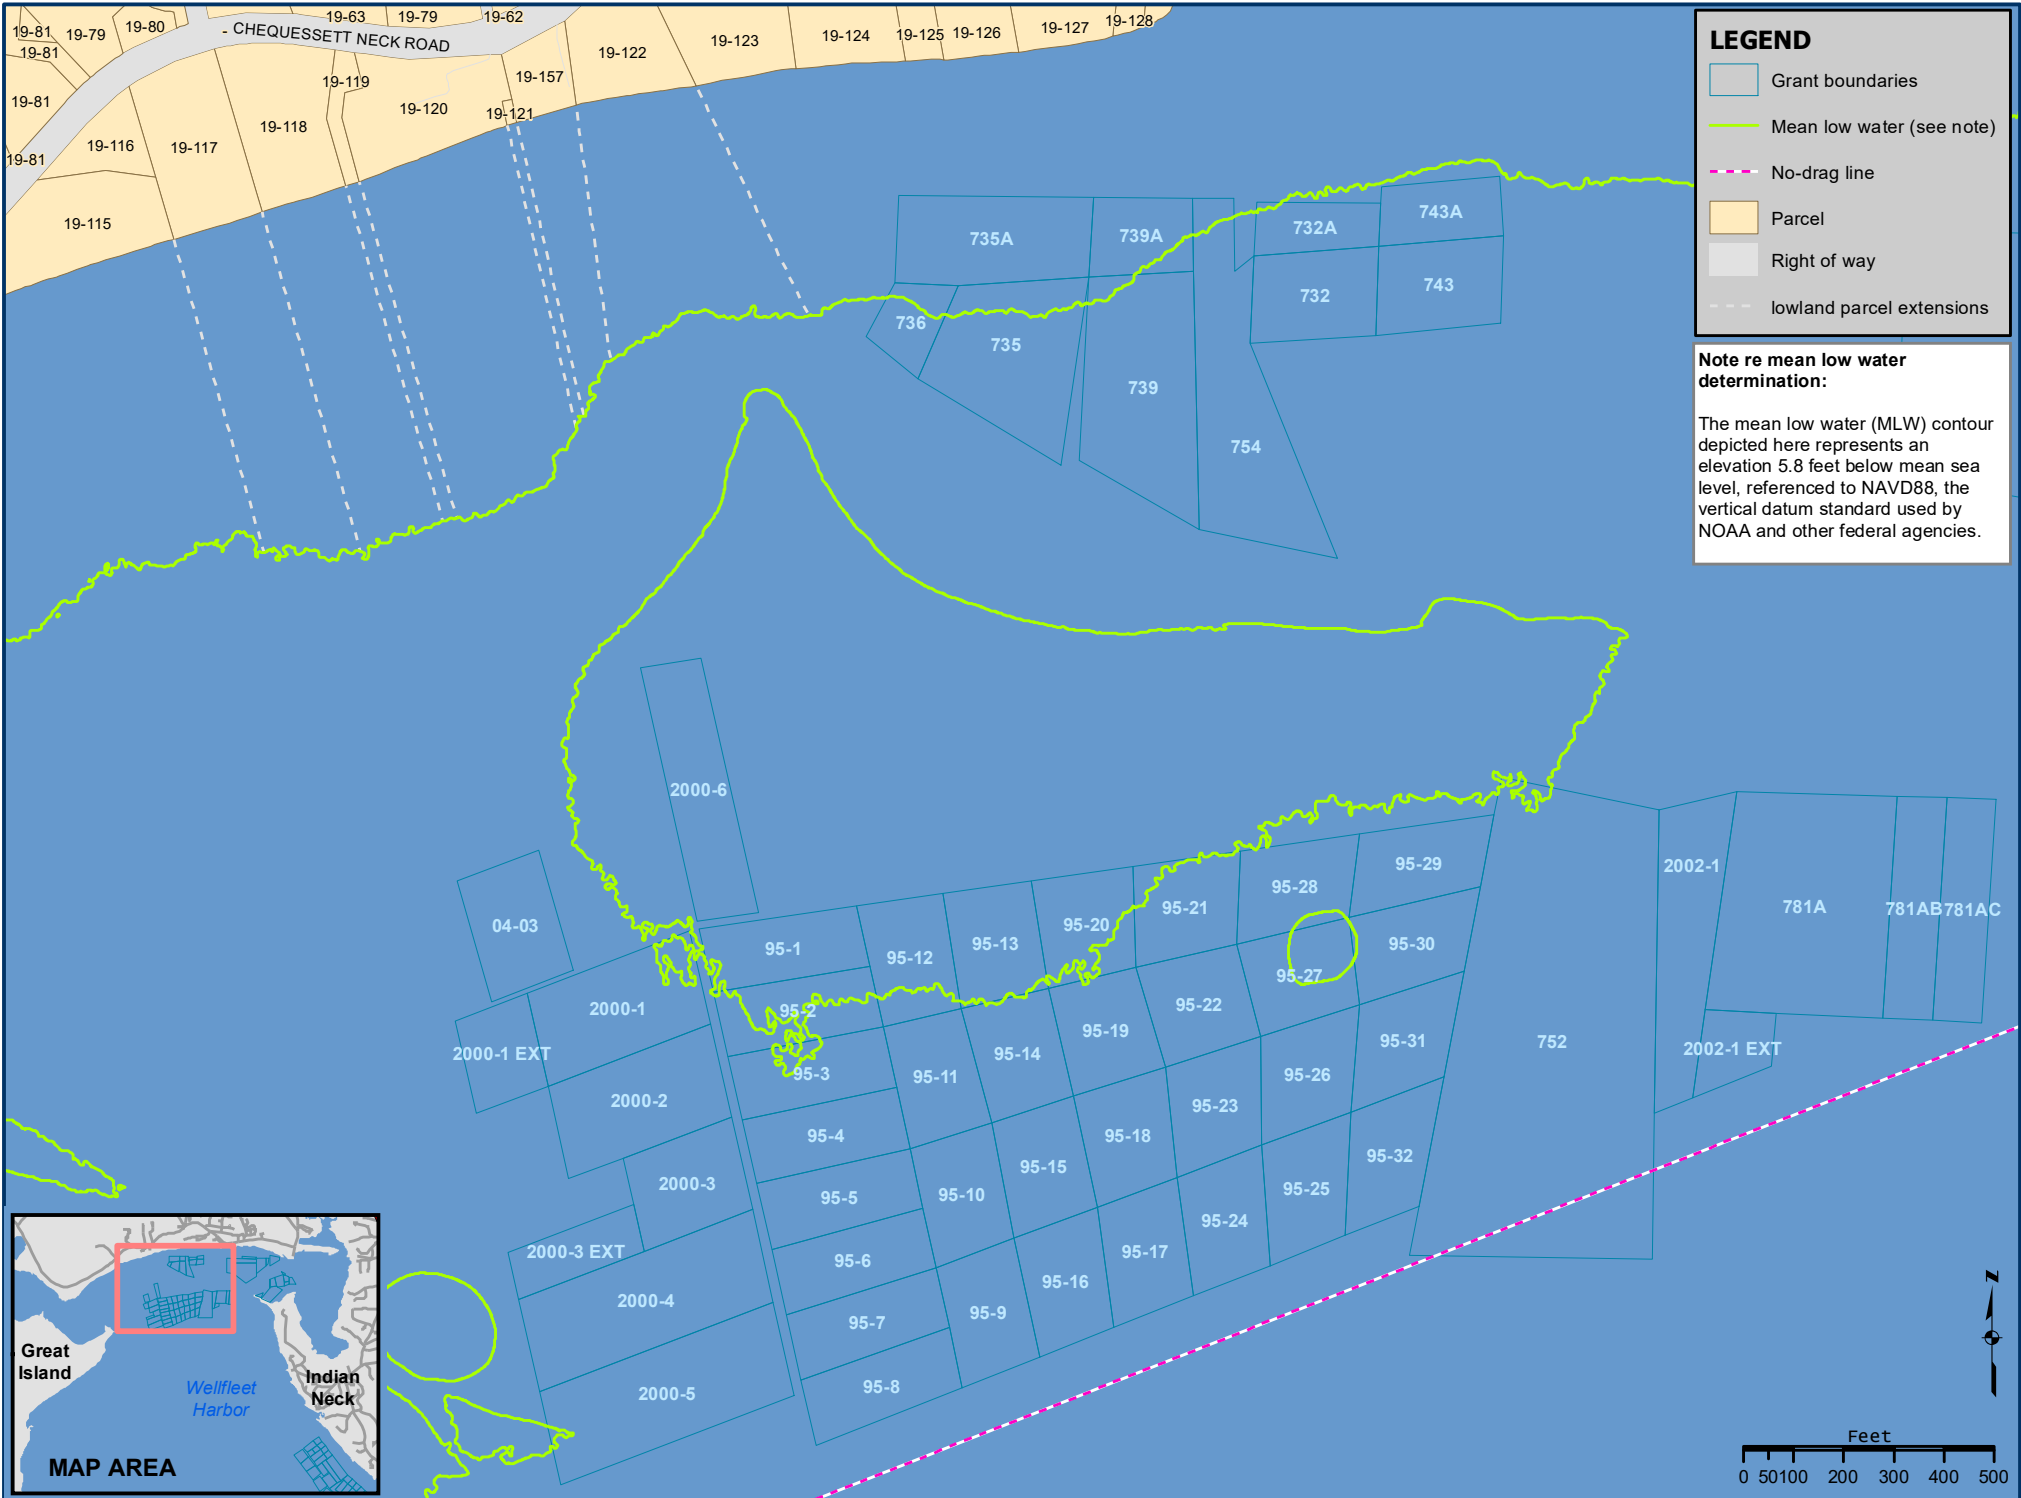 19-63
19-79
19-62
19-81
19-79
19-80
CHEQUESSETT NECK ROAD
19-122
19-123
19-124
19-125
19-126
19-127
19-128
19-81
19-81
19-119
19-157
19-120
19-121
19-118
19-117
19-116
19-81
19-115
LEGEND
Grant boundaries
Mean low water (see note)
No-drag line
Parcel
Right of way
lowland parcel extensions
Note re mean low water
determination:
The mean low water (MLW) contour
depicted here represents an
elevation 5.8 feet below mean sea
level, referenced to NAVD88, the
vertical datum standard used by
NOAA and other federal agencies.
735A
739A
732A
743A
736
735
732
743
739
754
2000-6
04-03
2000-1
2000-1 EXT
2000-2
2000-3
2000-3 EXT
2000-4
2000-5
95-1
95-2
95-3
95-4
95-5
95-6
95-7
95-8
95-9
95-10
95-11
95-12
95-13
95-14
95-15
95-16
95-17
95-18
95-19
95-20
95-21
95-22
95-23
95-24
95-25
95-26
95-27
95-28
95-29
95-30
95-31
95-32
752
2002-1
2002-1 EXT
781A
781AB
781AC
Great
Island
Wellfleet
Harbor
Indian
Neck
MAP AREA
N
Feet
0 50 100 200 300 400 500